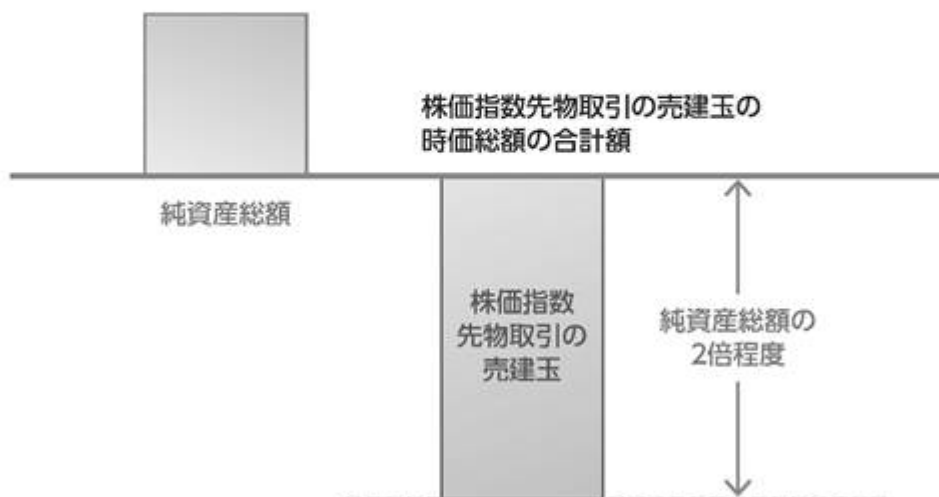 株価指数先物取引の売建玉の
時価総額の合計額
純資産総額
株価指数
先物取引の
売建玉
純資産総額の
2倍程度